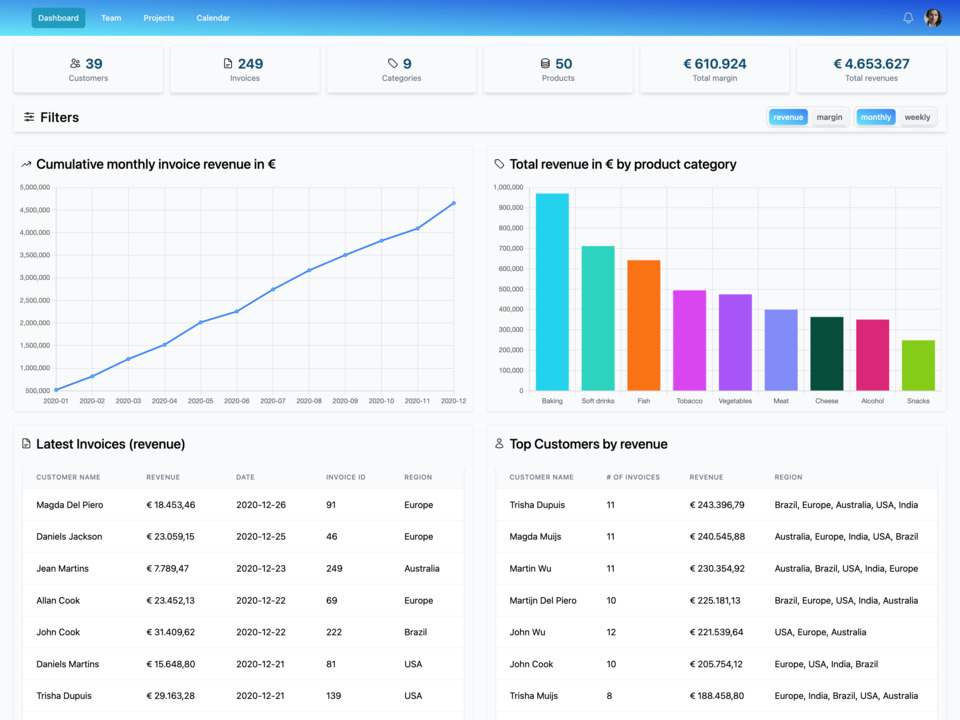 Dashboard Team Projects Calendar
39 249 9 50 € 610.924 € 4.653.627
Customers Invoices Categories Products Total margin Total revenues
Filters revenue margin monthly weekly
Cumulative monthly invoice revenue in €
5,000,000
4,500,000
4,000,000
3,500,000
3,000,000
2,500,000
2,000,000
1,500,000
1,000,000
500,000
2020-01 2020-02 2020-03 2020-04 2020-05 2020-06 2020-07 2020-08 2020-09 2020-10 2020-11 2020-12
Total revenue in € by product category
1,000,000
900,000
800,000
700,000
600,000
500,000
400,000
300,000
200,000
100,000
0
Baking Soft drinks Fish Tobacco Vegetables Meat Cheese Alcohol Snacks
Latest Invoices (revenue)
CUSTOMER NAME REVENUE DATE INVOICE ID REGION
Magda Del Piero € 18.453,46 2020-12-26 91 Europe
Daniels Jackson € 23.059,15 2020-12-25 46 Europe
Jean Martins € 7.789,47 2020-12-23 249 Australia
Allan Cook € 23.452,13 2020-12-22 69 Europe
John Cook € 31.409,62 2020-12-22 222 Brazil
Daniels Martins € 15.648,80 2020-12-21 81 USA
Trisha Dupuis € 29.163,28 2020-12-21 139 USA
Top Customers by revenue
CUSTOMER NAME # OF INVOICES REVENUE REGION
Trisha Dupuis 11 € 243.396,79 Brazil, Europe, Australia, USA, India
Magda Muijs 11 € 240.545,88 Australia, Europe, India, USA, Brazil
Martin Wu 11 € 230.354,92 Australia, Brazil, USA, India, Europe
Martijn Del Piero 10 € 225.181,13 Brazil, Europe, USA, India, Australia
John Wu 12 € 221.539,64 USA, Europe, Australia
John Cook 10 € 205.754,12 Europe, USA, India, Brazil
Trisha Muijs 8 € 188.458,80 Europe, India, Brazil, USA, Australia